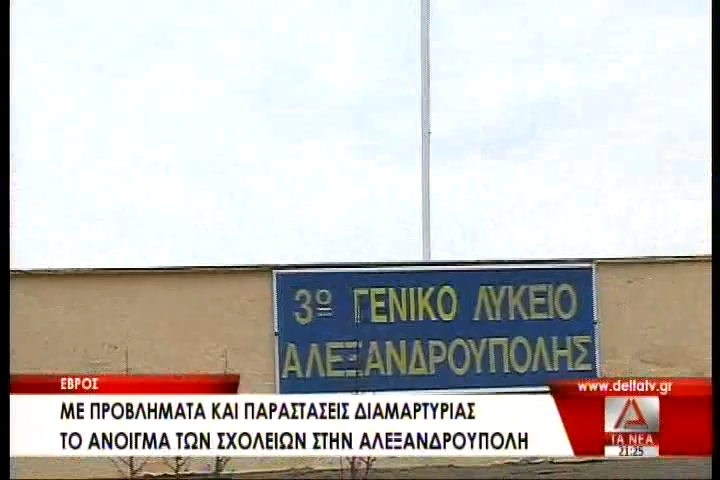 3º ΓΕΝΙΚΟ ΛΥΚΕΙΟ
ΑΛΕΞΑΝΔΡΟΥΠΟΛΗΣ
ΕΒΡΟΣ
ΜΕ ΠΡΟΒΛΗΜΑΤΑ ΚΑΙ ΠΑΡΑΣΤΑΣΕΙΣ ΔΙΑΜΑΡΤΥΡΙΑΣ
ΤΟ ΑΝΟΙΓΜΑ ΤΩΝ ΣΧΟΛΕΙΩΝ ΣΤΗΝ ΑΛΕΞΑΝΔΡΟΥΠΟΛΗ
www.deltatv.gr
ΤΑ ΝΕΑ
21:25